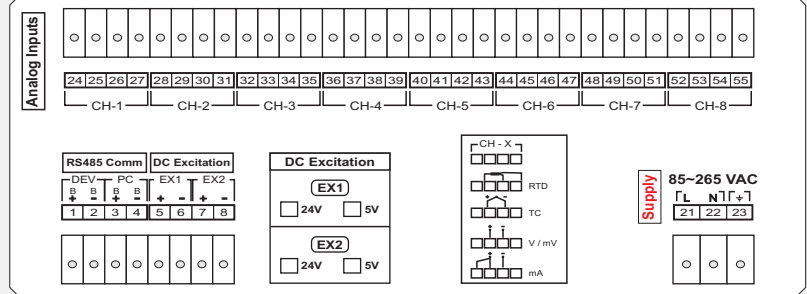 Analog Inputs
24 25 26 27 28 29 30 31 32 33 34 35 36 37 38 39 40 41 42 43 44 45 46 47 48 49 50 51 52 53 54 55
CH-1 CH-2 CH-3 CH-4 CH-5 CH-6 CH-7 CH-8
RS485 Comm DC Excitation
DEV PC EX1 EX2
B B B B
+ - + - + - + -
1 2 3 4 5 6 7 8
DC Excitation
EX1
24V 5V
EX2
24V 5V
CH - X
RTD
TC
+ -
V / mV
+ -
mA
Supply
85~265 VAC
L N ⏚
21 22 23